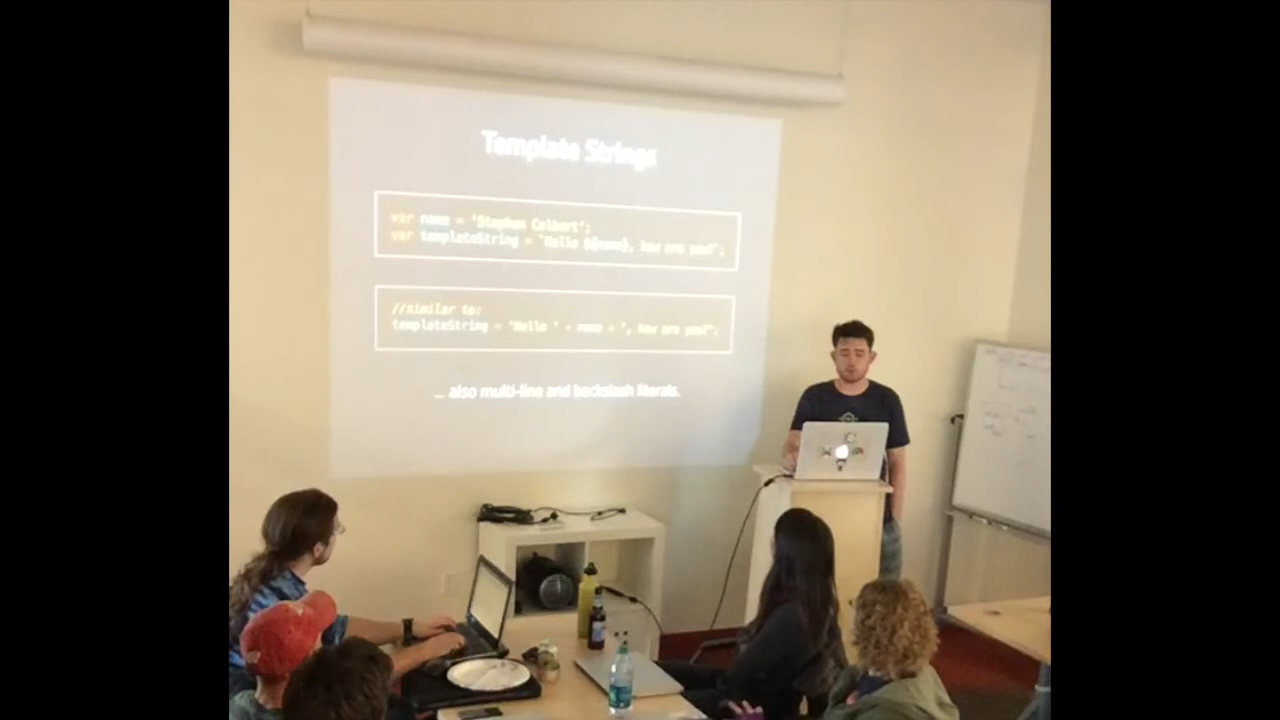 Template Strings
var name = 'Stephen Colbert';
var templateString = `Hello ${name}, how are you?`;
//similar to:
templateString = 'Hello ' + name + ', how are you?';
... also multi-line and backslash literals.